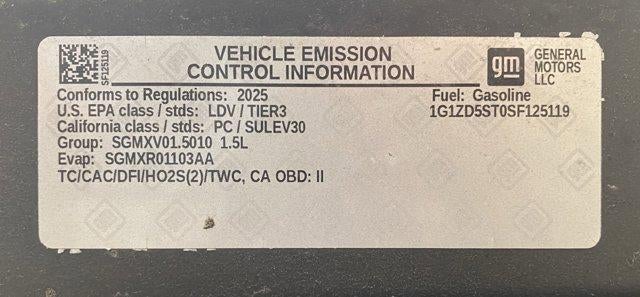 VEHICLE EMISSION
CONTROL INFORMATION
SF125119
gm
GENERAL
MOTORS
LLC
Conforms to Regulations: 2025
Fuel: Gasoline
U.S. EPA class / stds: LDV / TIER3
1G1ZD5ST0SF125119
California class / stds: PC / SULEV30
Group: SGMXV01.5010 1.5L
Evap: SGMXR01103AA
TC/CAC/DFI/HO2S(2)/TWC, CA OBD: II